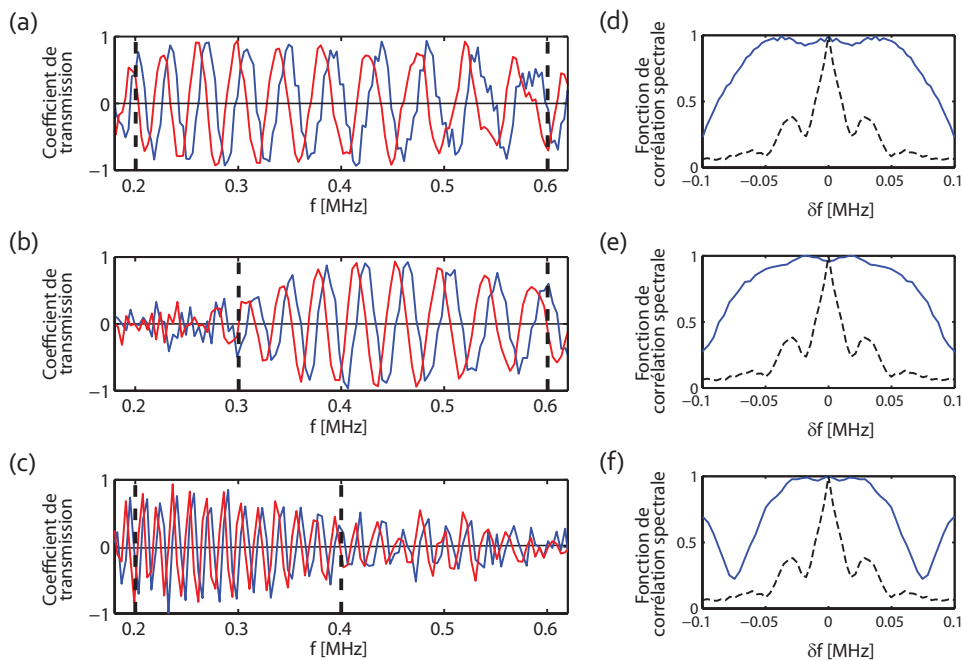 (a)
Coefficient de
transmission
1
0
−1
0.2
0.3
0.4
0.5
0.6
f [MHz]
(d)
Fonction de
corrélation spectrale
1
0.5
0
−0.1
−0.05
0
0.05
0.1
δf [MHz]
(b)
Coefficient de
transmission
1
0
−1
0.2
0.3
0.4
0.5
0.6
f [MHz]
(e)
Fonction de
corrélation spectrale
1
0.5
0
−0.1
−0.05
0
0.05
0.1
δf [MHz]
(c)
Coefficient de
transmission
1
0
−1
0.2
0.3
0.4
0.5
0.6
f [MHz]
(f)
Fonction de
corrélation spectrale
1
0.5
0
−0.1
−0.05
0
0.05
0.1
δf [MHz]